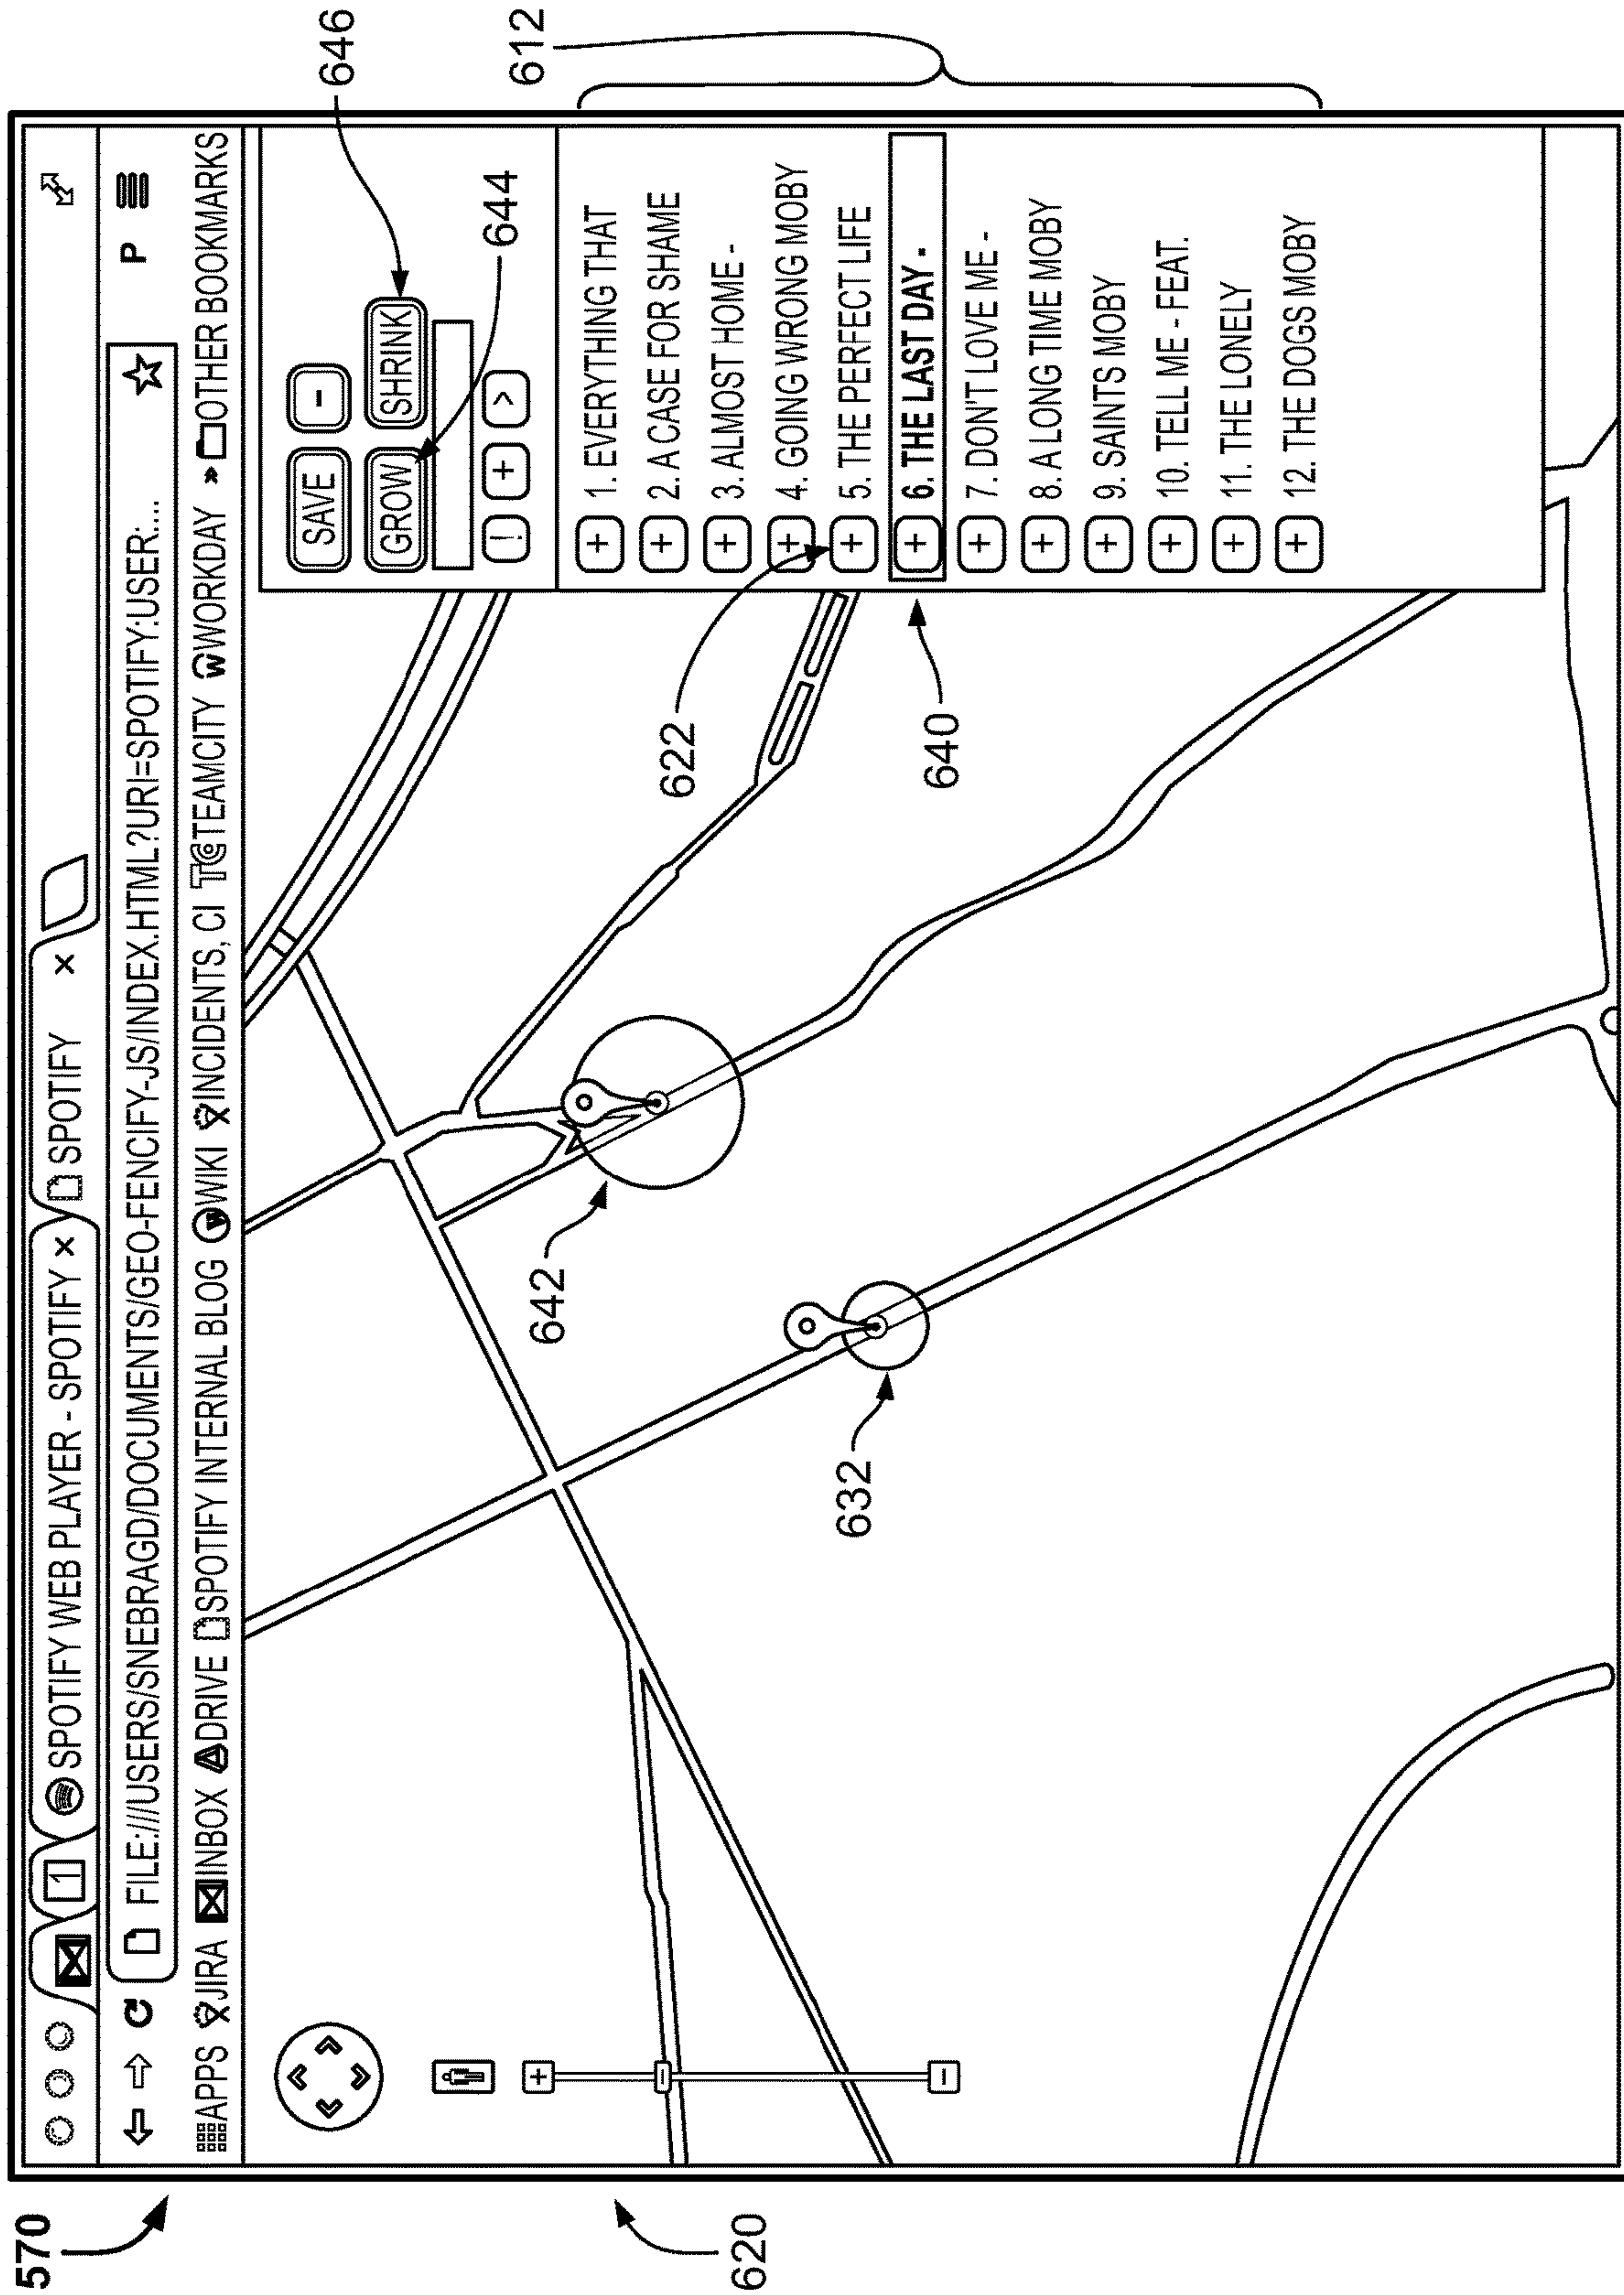 570
620
1
SPOTIFY WEB PLAYER - SPOTIFY ×
SPOTIFY ×
FILE:///USERS/SNEBRAGD/DOCUMENTS/GEO-FENCIFY-JS/INDEX.HTML?URI=SPOTIFY:USER:...
P
APPS JIRA INBOX DRIVE SPOTIFY INTERNAL BLOG W WIKI INCIDENTS, CI TC TEAMCITY W WORKDAY » OTHER BOOKMARKS
SAVE -
GROW SHRINK
! + >
+ 1. EVERYTHING THAT
+ 2. A CASE FOR SHAME
+ 3. ALMOST HOME -
+ 4. GOING WRONG MOBY
+ 5. THE PERFECT LIFE
+ 6. THE LAST DAY -
+ 7. DON'T LOVE ME -
+ 8. A LONG TIME MOBY
+ 9. SAINTS MOBY
+ 10. TELL ME - FEAT.
+ 11. THE LONELY
+ 12. THE DOGS MOBY
+
-
646
612
644
622
640
642
632